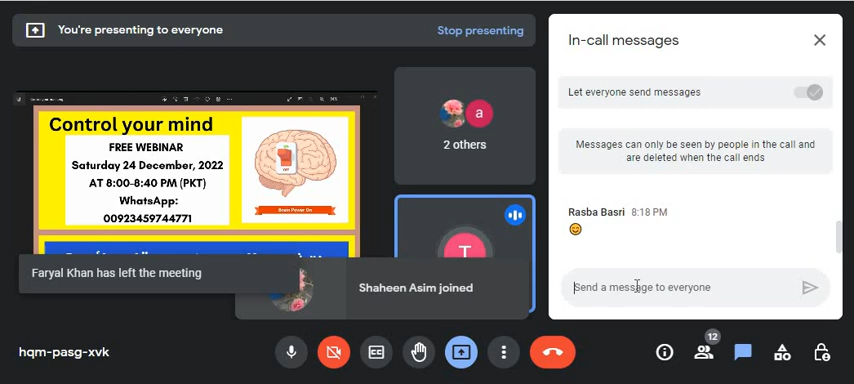 You're presenting to everyone
Stop presenting
Control your mind
FREE WEBINAR
Saturday 24 December, 2022
AT 8:00-8:40 PM (PKT)
WhatsApp:
00923459744771
OFF
Brain Power On
a
2 others
T
Faryal Khan has left the meeting
Shaheen Asim joined
hqm-pasg-xvk
In-call messages
Let everyone send messages
Messages can only be seen by people in the call and
are deleted when the call ends
Rasba Basri 8:18 PM
😊
Send a message to everyone
12